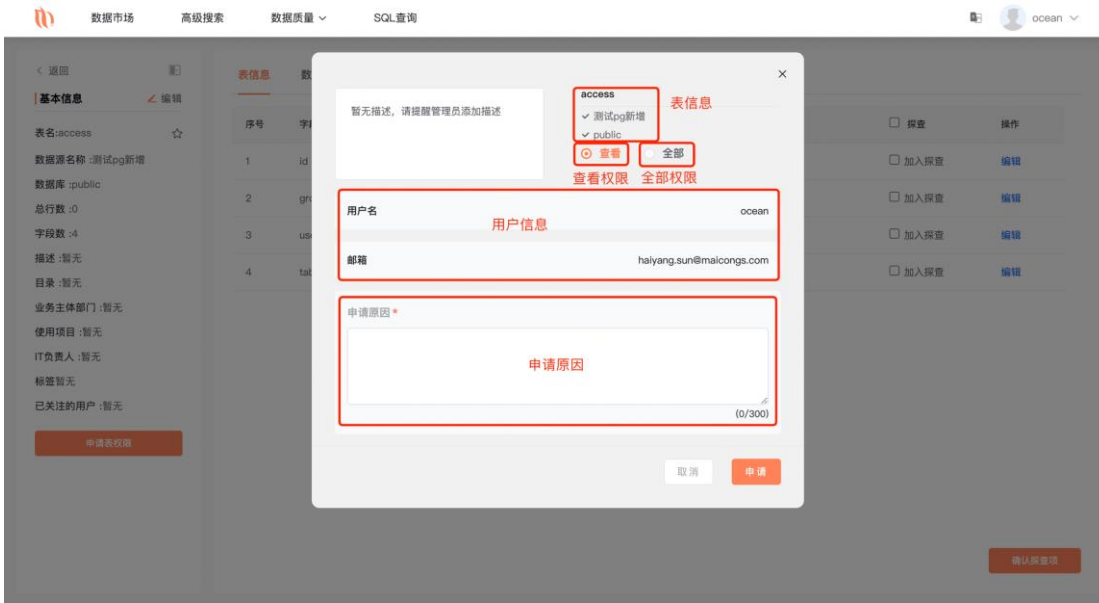 数据市场 高级搜索 数据质量 SQL查询 ocean
返回
基本信息 编辑
表名:access
数据源名称 :测试pg新增
数据库 :public
总行数 :0
字段数 :4
描述 :暂无
目录 :暂无
业务主体部门 :暂无
使用项目 :暂无
IT负责人 :暂无
标签暂无
已关注的用户 :暂无
申请表权限
表信息 数
序号 字 探查 操作
1 id 加入探查 编辑
2 gro 加入探查 编辑
3 use 加入探查 编辑
4 tab 加入探查 编辑
暂无描述，请提醒管理员添加描述
access
测试pg新增
public
表信息
查看 全部
查看权限 全部权限
用户名 ocean
用户信息
邮箱 haiyang.sun@maicongs.com
申请原因 *
申请原因
(0/300)
取消 申请
确认探查项